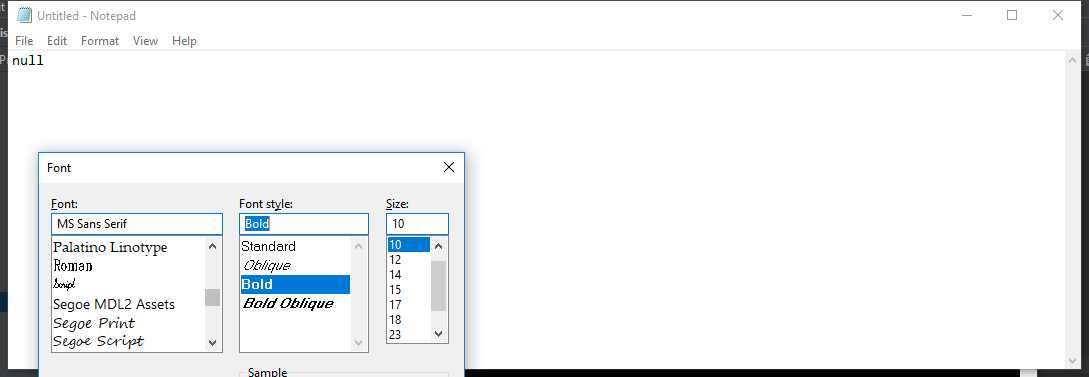 Untitled - Notepad
File Edit Format View Help
null
Font
Font: Font style: Size:
MS Sans Serif Bold 10
Palatino Linotype
Roman
Script
Segoe MDL2 Assets
Segoe Print
Segoe Script
Standard
Oblique
Bold
Bold Oblique
10
12
14
15
17
18
23
Sample